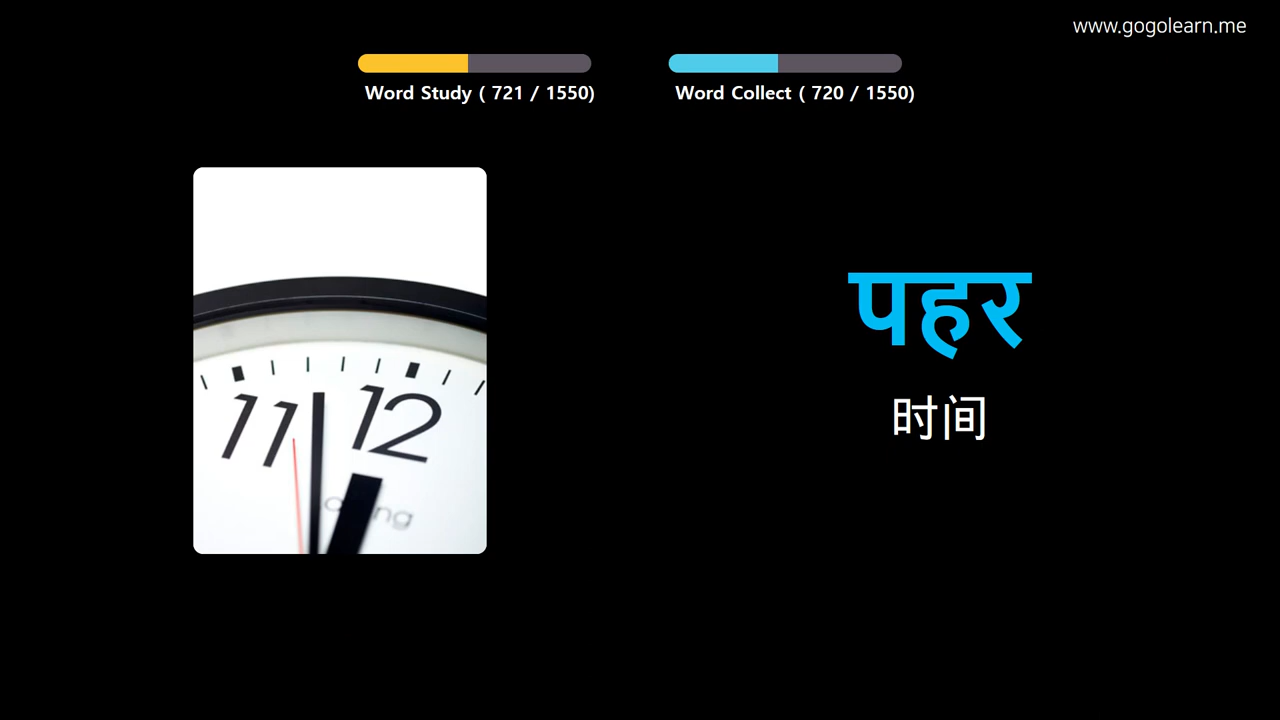 www.gogolearn.me
Word Study ( 721 / 1550)
Word Collect ( 720 / 1550)
11 12
पहर
时间